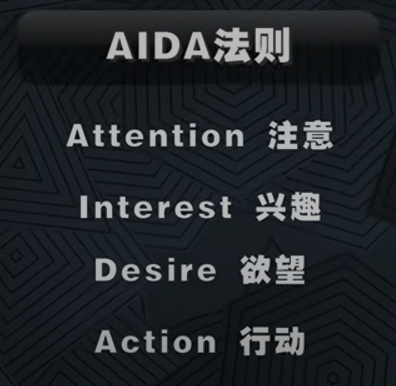 AIDA法则
Attention 注意
Interest 兴趣
Desire 欲望
Action 行动